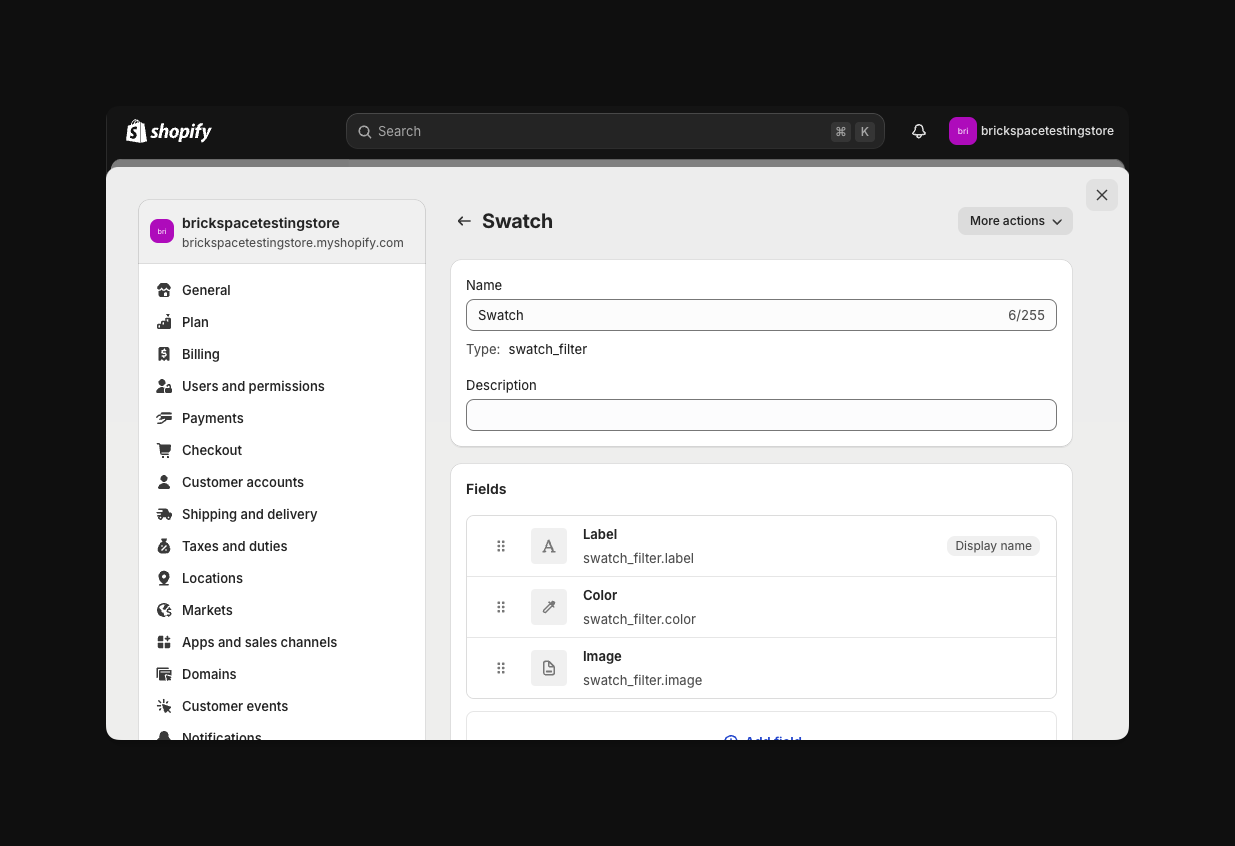 shopify
Search
⌘ K
bri
brickspacetestingstore
bri
brickspacetestingstore
brickspacetestingstore.myshopify.com
General
Plan
Billing
Users and permissions
Payments
Checkout
Customer accounts
Shipping and delivery
Taxes and duties
Locations
Markets
Apps and sales channels
Domains
Customer events
Notifications
Swatch
More actions
Name
Swatch 6/255
Type: swatch_filter
Description
Fields
Label
swatch_filter.label
Display name
Color
swatch_filter.color
Image
swatch_filter.image
Add field